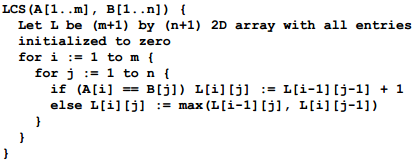 LCS(A[1..m], B[1..n]) {
Let L be (m+1) by (n+1) 2D array with all entries
initialized to zero
for i := 1 to m {
for j := 1 to n {
if (A[i] == B[j]) L[i][j] := L[i-1][j-1] + 1
else L[i][j] := max(L[i-1][j], L[i][j-1])
}
}
}